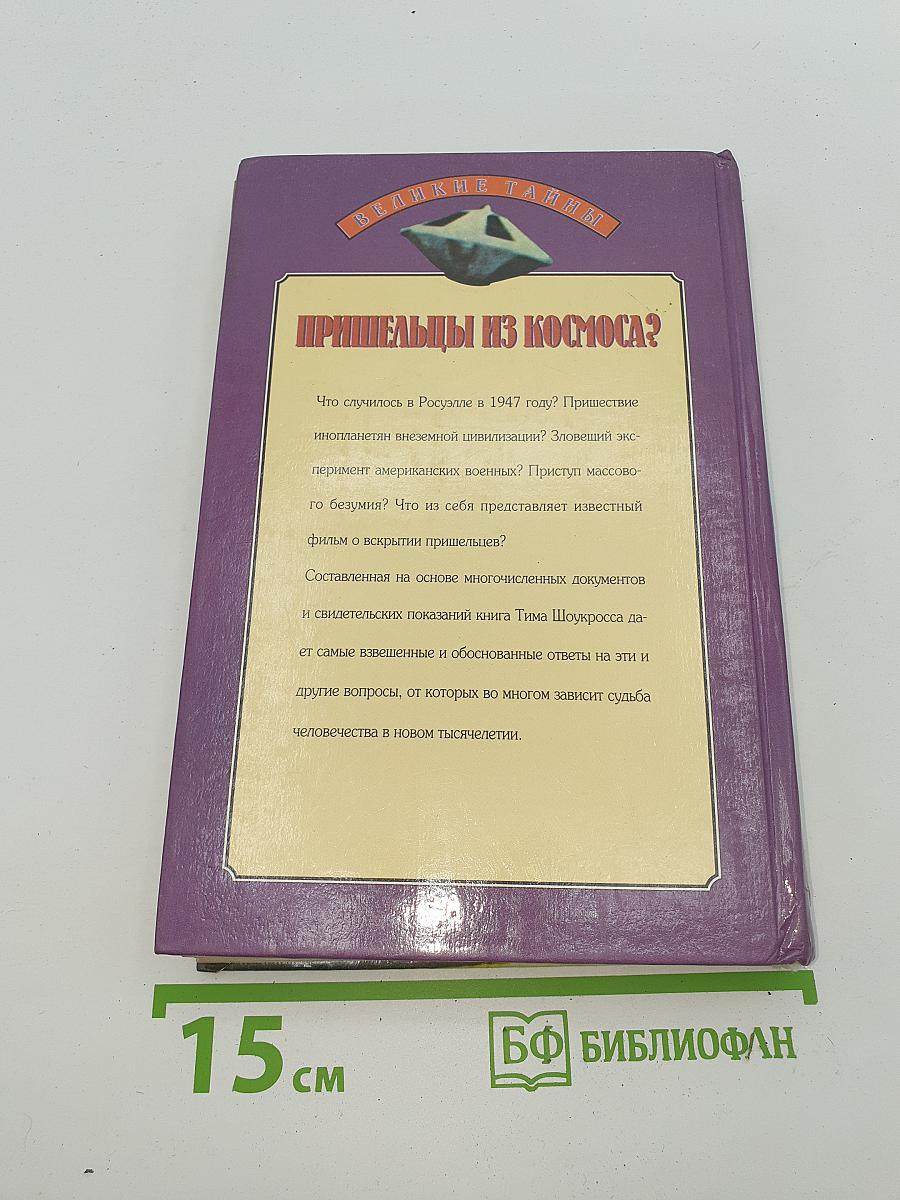 ВЕЛИКИЕ ТАЙНЫ
ПРИШЕЛЬЦЫ ИЗ КОСМОСА?
Что случилось в Росуэлле в 1947 году? Пришествие
инопланетян внеземной цивилизации? Зловещий экс-
перимент американских военных? Приступ массово-
го безумия? Что из себя представляет известный
фильм о вскрытии пришельцев?
Составленная на основе многочисленных документов
и свидетельских показаний книга Тима Шоукросса да-
ет самые взвешенные и обоснованные ответы на эти и
другие вопросы, от которых во многом зависит судьба
человечества в новом тысячелетии.
15 см
БФ БИБЛИОФАН